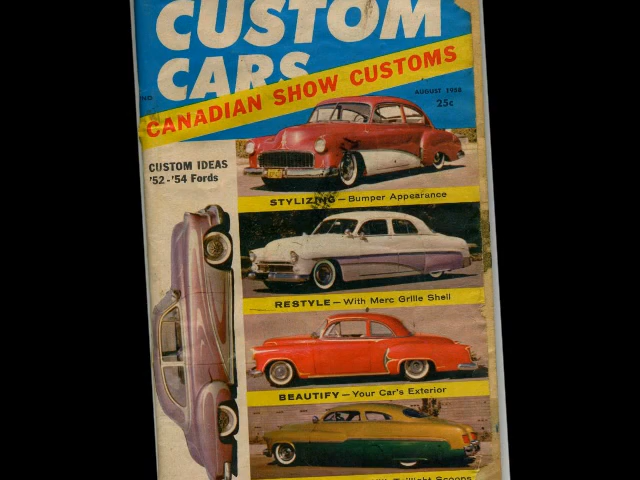 CUSTOM
CARS
CANADIAN SHOW CUSTOMS
AUGUST 1958
25c
CUSTOM IDEAS
'52-'54 Fords
STYLIZING — Bumper Appearance
RESTYLE — With Merc Grille Shell
BEAUTIFY — Your Car's Exterior
Scoops